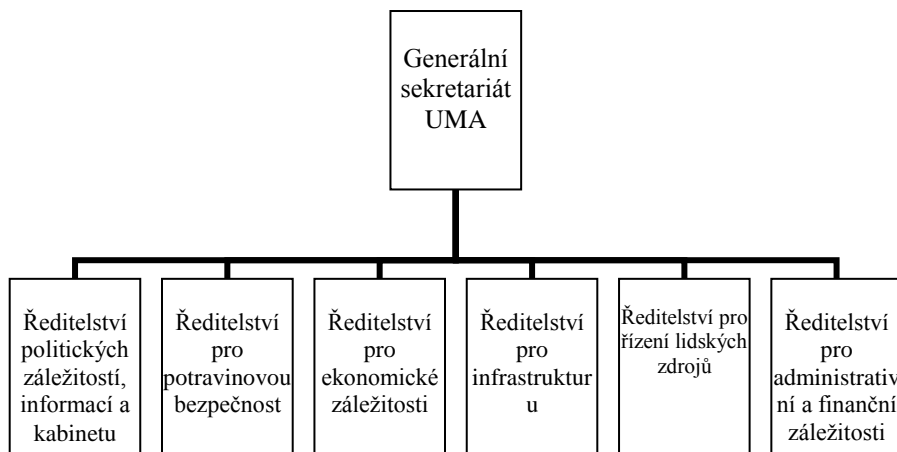 Generální
sekretariát
UMA
Ředitelství
politických
záležitostí,
informací a
kabinetu
Ředitelství
pro
potravinovou
bezpečnost
Ředitelství
pro
ekonomické
záležitosti
Ředitelství
pro
infrastruktur
u
Ředitelství pro
řízení lidských
zdrojů
Ředitelství
pro
administrativ
ní a finanční
záležitosti